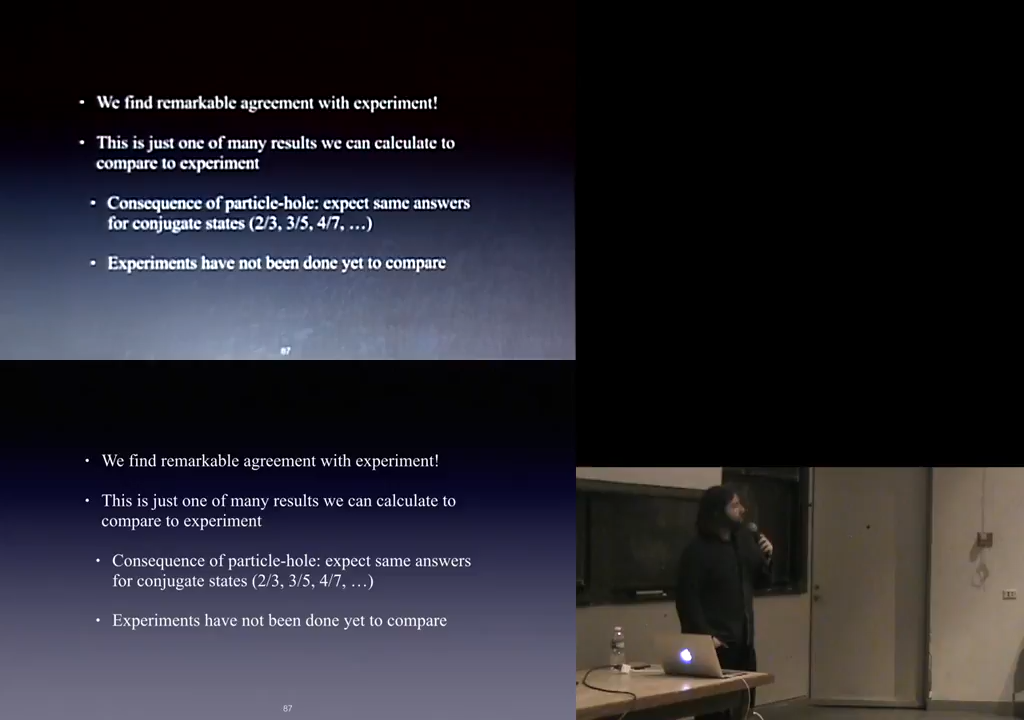 • We find remarkable agreement with experiment!
• This is just one of many results we can calculate to
compare to experiment
• Consequence of particle-hole: expect same answers
for conjugate states (2/3, 3/5, 4/7, …)
• Experiments have not been done yet to compare
87
• We find remarkable agreement with experiment!
• This is just one of many results we can calculate to
compare to experiment
• Consequence of particle-hole: expect same answers
for conjugate states (2/3, 3/5, 4/7, …)
• Experiments have not been done yet to compare
87